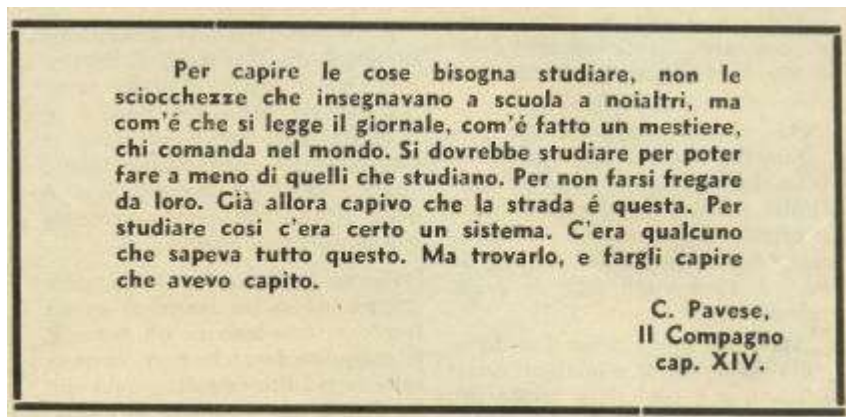 Per capire le cose bisogna studiare, non le
sciocchezze che insegnavano a scuola a noialtri, ma
com'é che si legge il giornale, com'é fatto un mestiere,
chi comanda nel mondo. Si dovrebbe studiare per poter
fare a meno di quelli che studiano. Per non farsi fregare
da loro. Già allora capivo che la strada é questa. Per
studiare cosi c'era certo un sistema. C'era qualcuno
che sapeva tutto questo. Ma trovarlo, e fargli capire
che avevo capito.
C. Pavese,
Il Compagno
cap. XIV.